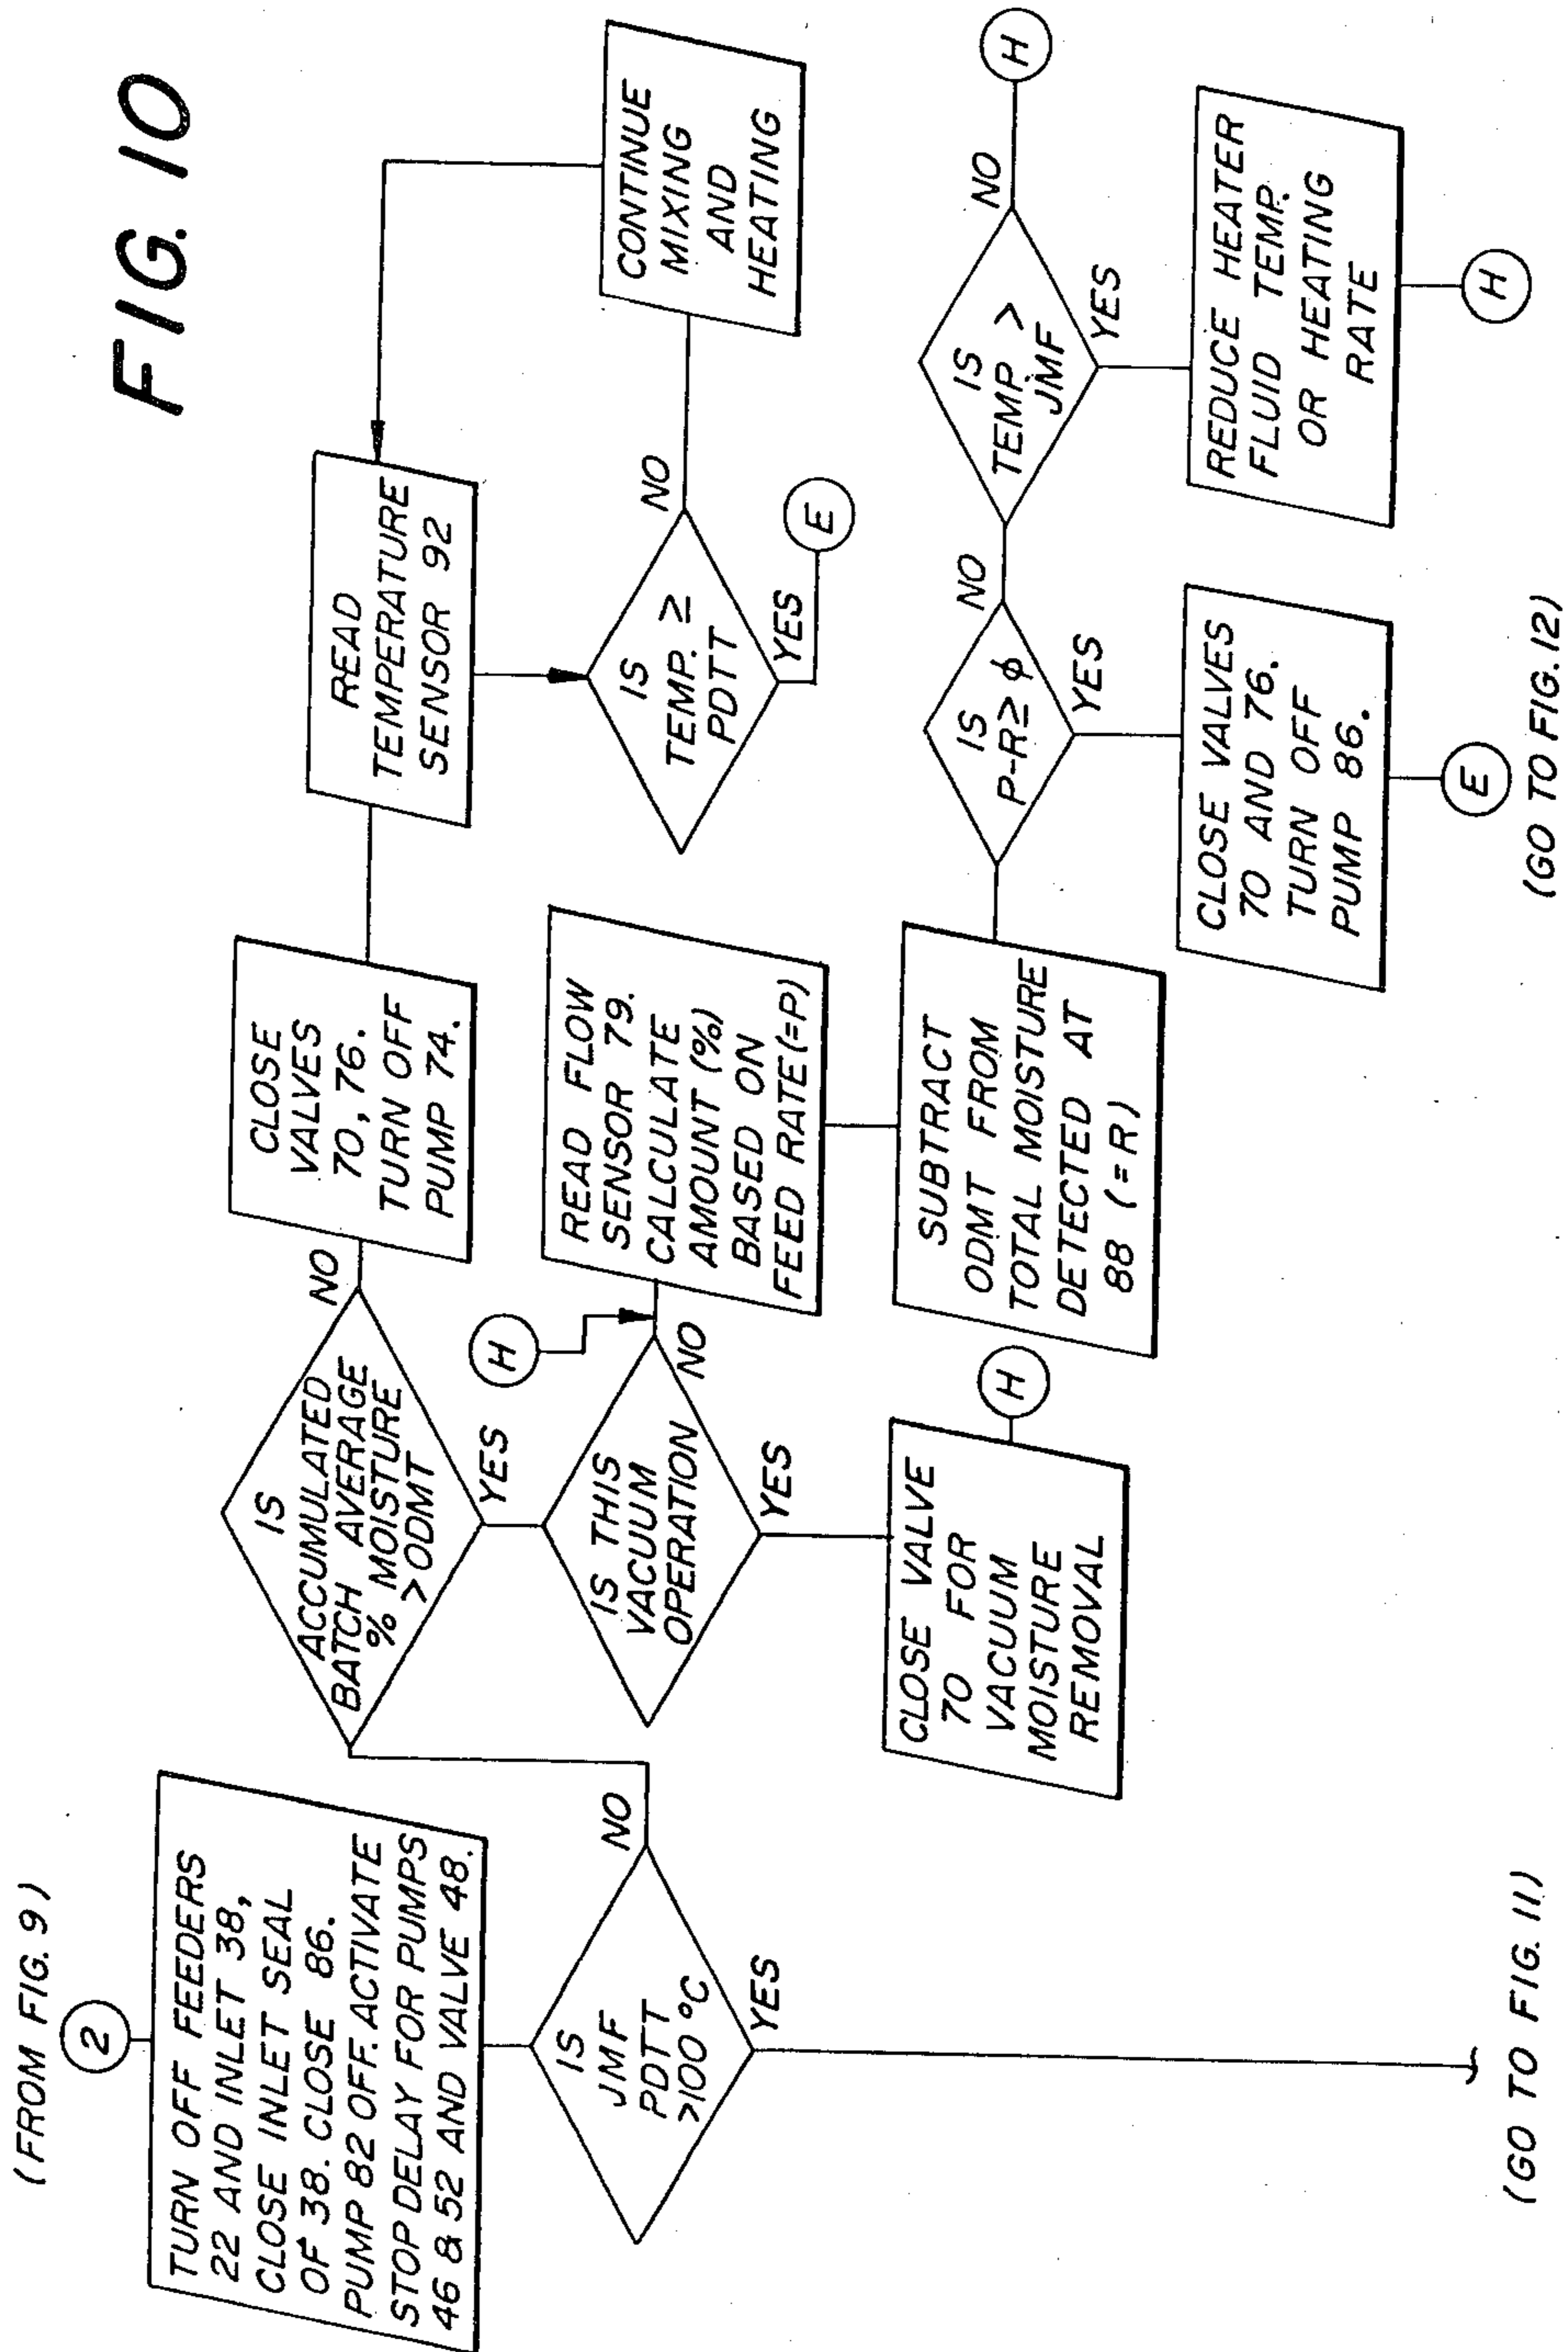 FIG. 10
(FROM FIG. 9)
2
TURN OFF FEEDERS
22 AND INLET 38,
CLOSE INLET SEAL
OF 38. CLOSE 86.
PUMP 82 OFF. ACTIVATE
STOP DELAY FOR PUMPS
46 & 52 AND VALVE 48.
IS
JMF
PDTT
>100 °C
NO
YES
(GO TO FIG. 11)
IS
ACCUMULATED
BATCH AVERAGE
% MOISTURE
>ODMT
NO
YES
CLOSE
VALVES
70, 76.
TURN OFF
PUMP 74.
READ
TEMPERATURE
SENSOR 92
IS
TEMP. ≥
PDTT
NO
YES
E
CONTINUE
MIXING
AND
HEATING
IS THIS
VACUUM
OPERATION
NO
YES
H
CLOSE VALVE
70 FOR
VACUUM
MOISTURE
REMOVAL
H
READ FLOW
SENSOR 79.
CALCULATE
AMOUNT (%)
BASED ON
FEED RATE(=P)
SUBTRACT
ODMT FROM
TOTAL MOISTURE
DETECTED AT
88 (=R)
IS
P-R≥ ϕ
NO
YES
CLOSE VALVES
70 AND 76.
TURN OFF
PUMP 86.
E
(GO TO FIG. 12)
IS
TEMP. >
JMF
NO
H
YES
REDUCE HEATER
FLUID TEMP.
OR HEATING
RATE
H